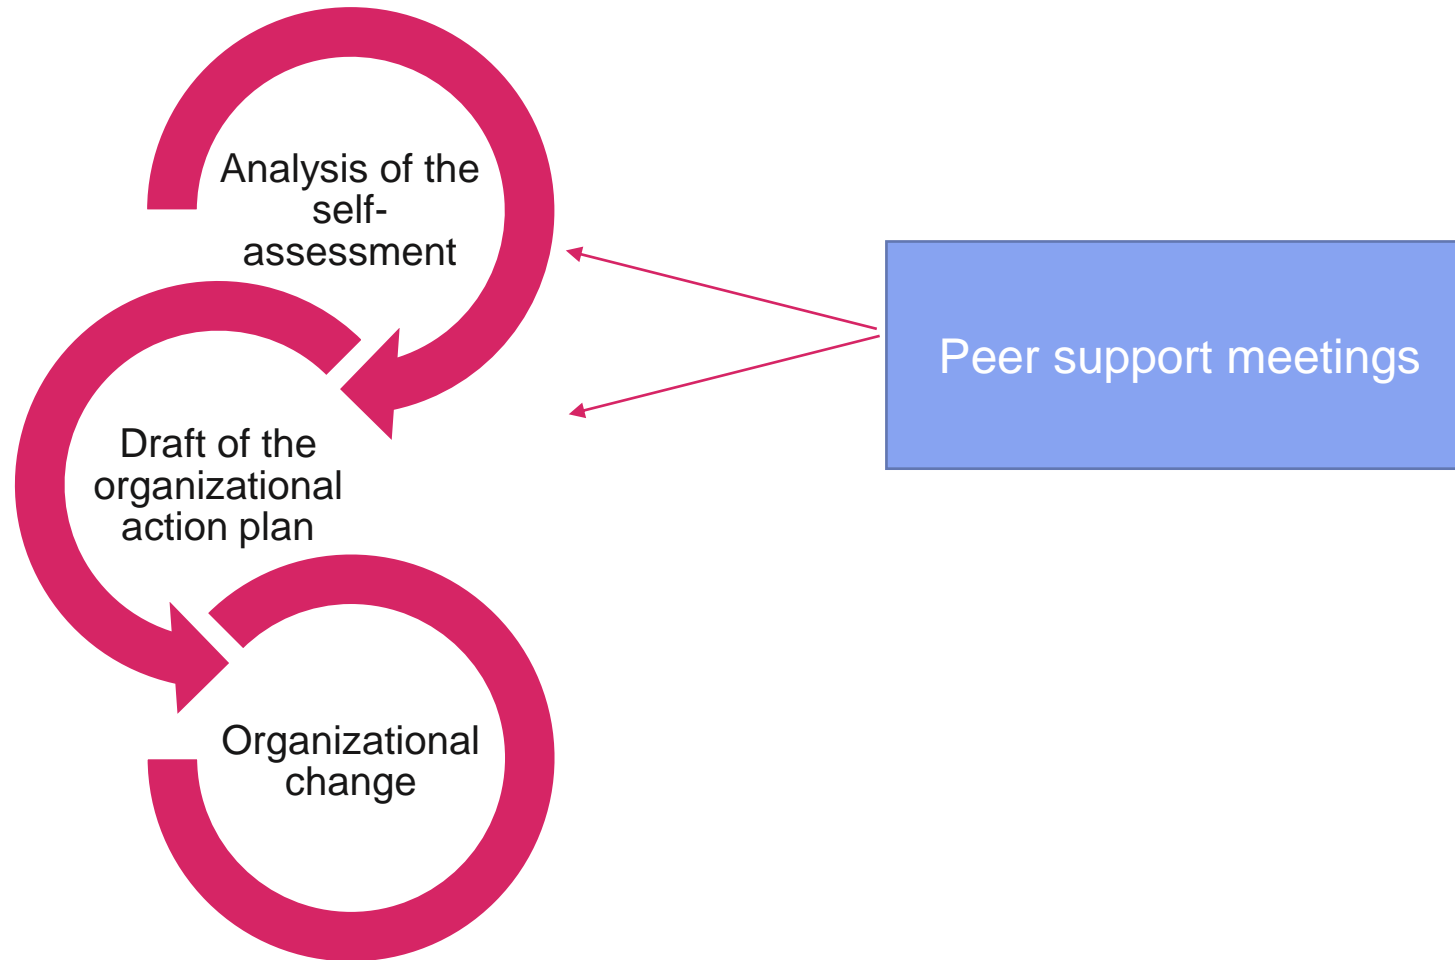 Analysis of the
self-
assessment
Peer support meetings
Draft of the
organizational
action plan
Organizational
change